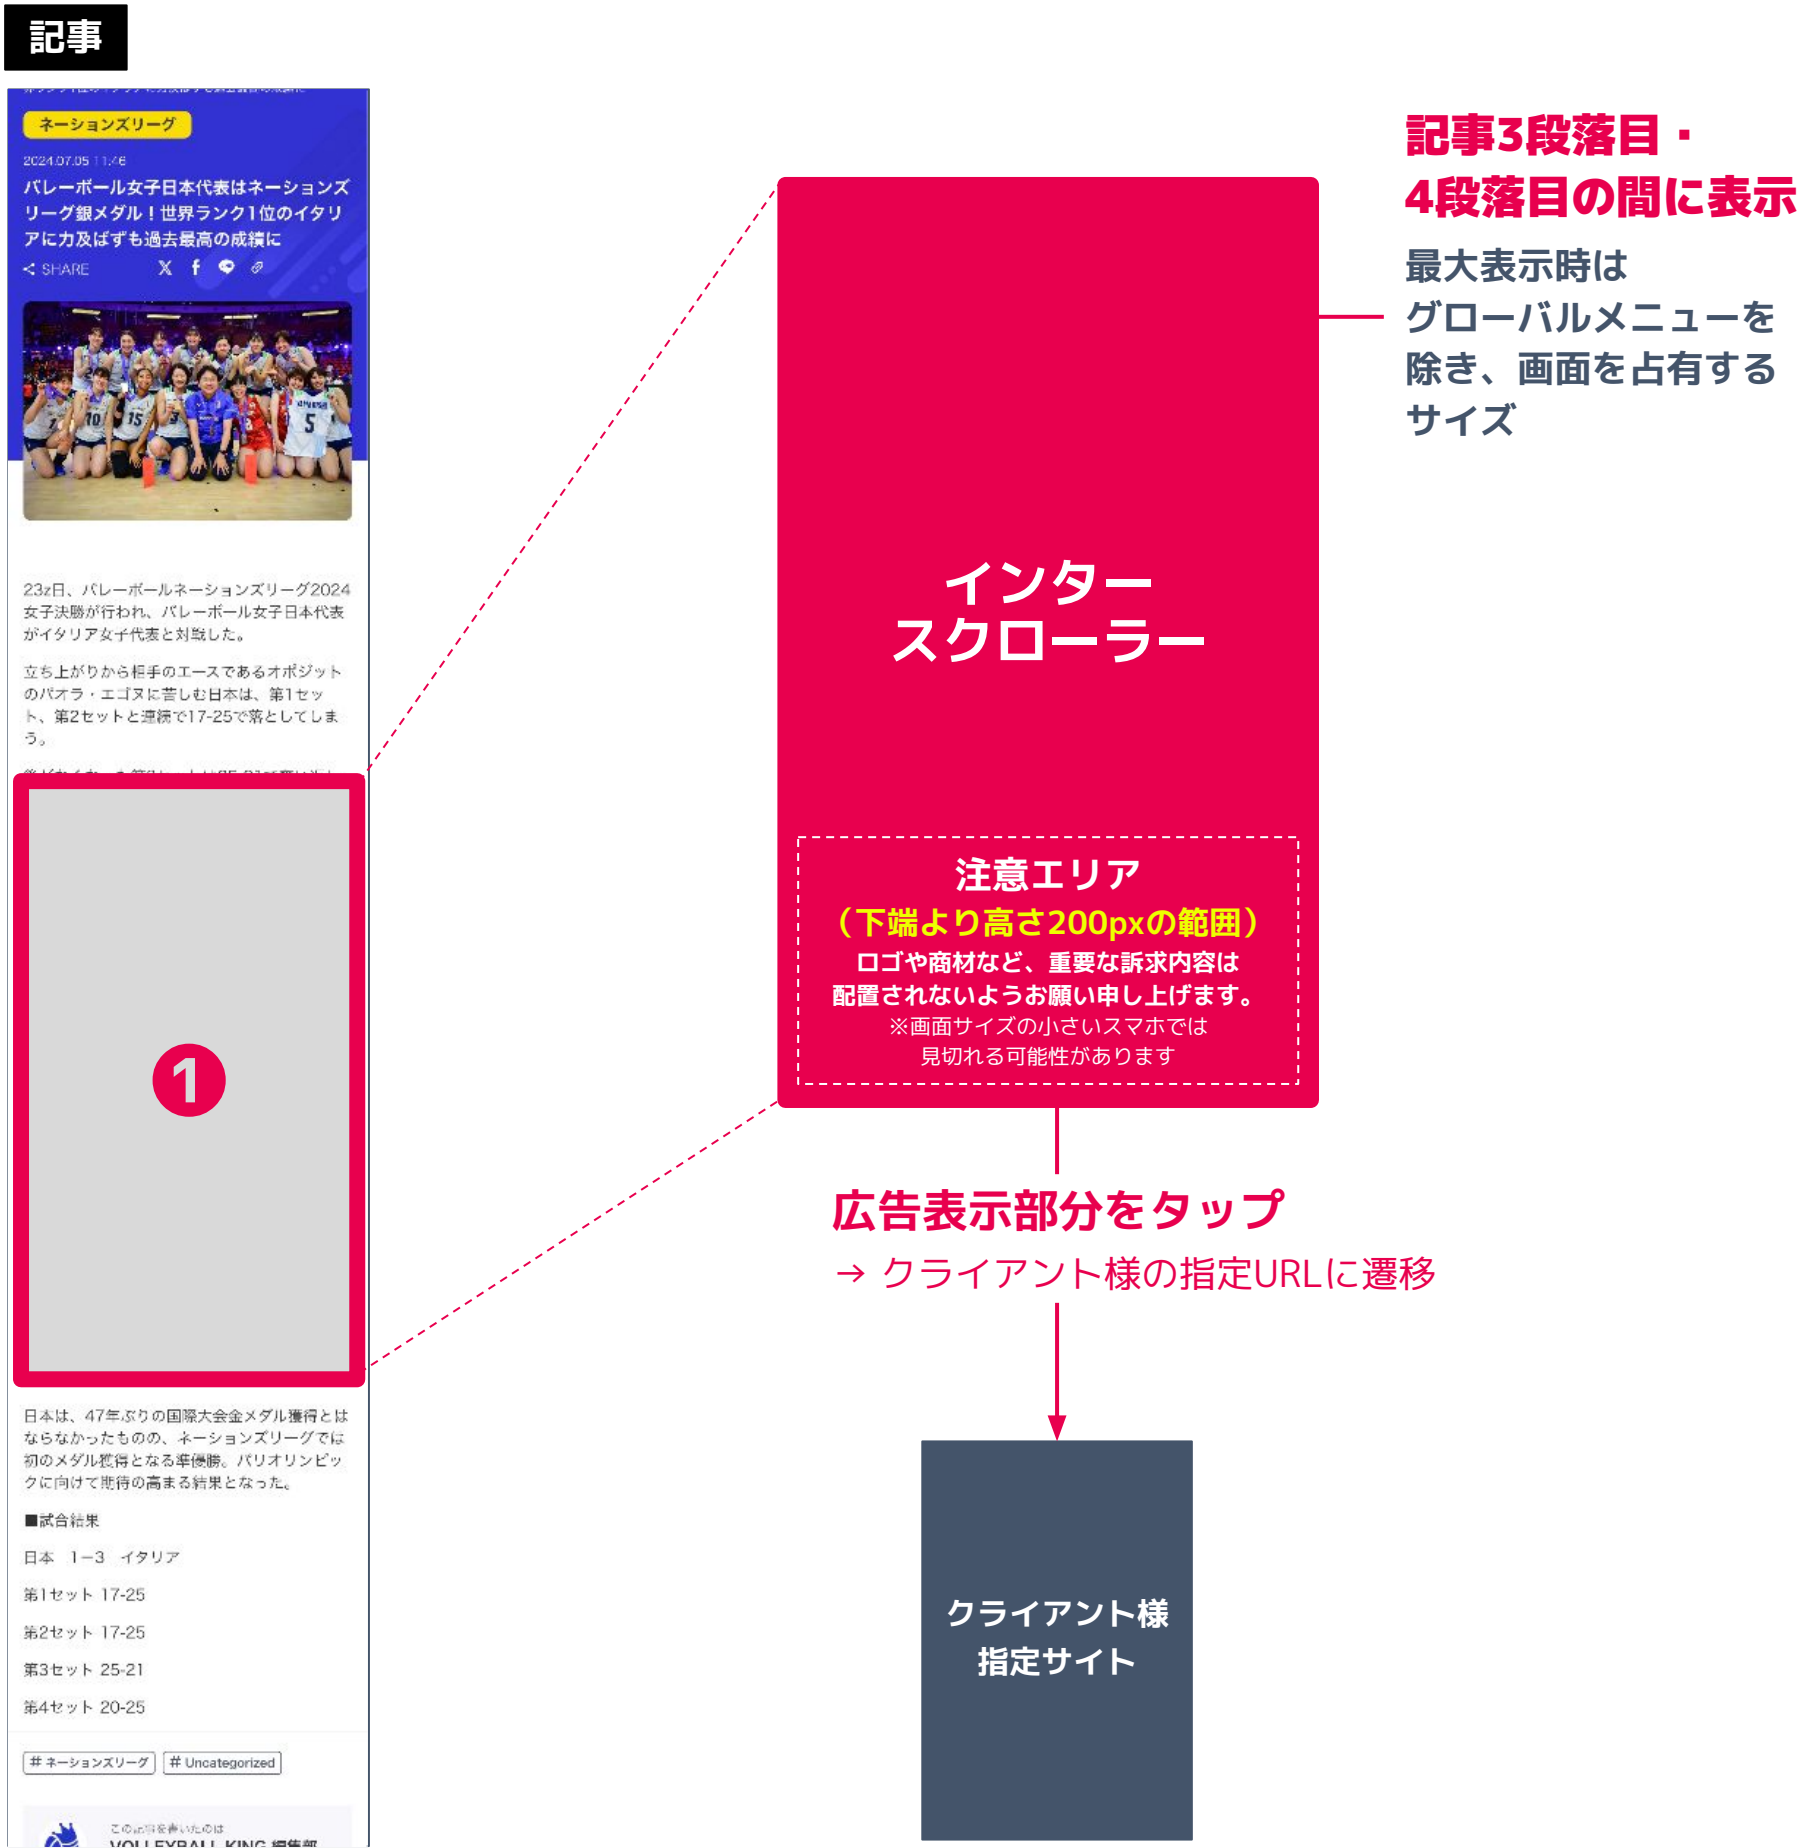 記事
ネーションズリーグ
2024.07.05 11:46
バレーボール女子日本代表はネーションズ
リーグ銀メダル！世界ランク1位のイタリ
アに力及ばずも過去最高の成績に
SHARE
10
15
3
5
23z日、バレーボールネーションズリーグ2024
女子決勝が行われ、バレーボール女子日本代表
がイタリア女子代表と対戦した。
立ち上がりから相手のエースであるオポジット
のパオラ・エゴヌに苦しむ日本は、第1セッ
ト、第2セットと連続で17-25で落としてしま
う。
1
日本は、47年ぶりの国際大会金メダル獲得とは
ならなかったものの、ネーションズリーグでは
初のメダル獲得となる準優勝。パリオリンピッ
クに向けて期待の高まる結果となった。
■試合結果
日本　1－3　イタリア
第1セット 17-25
第2セット 17-25
第3セット 25-21
第4セット 20-25
# ネーションズリーグ
# Uncategorized
この記事を書いたのは
VOLLEYBALL KING 編集部
インター
スクローラー
注意エリア
（下端より高さ200pxの範囲）
ロゴや商材など、重要な訴求内容は
配置されないようお願い申し上げます。
※画面サイズの小さいスマホでは
見切れる可能性があります
記事3段落目・
4段落目の間に表示
最大表示時は
グローバルメニューを
除き、画面を占有する
サイズ
広告表示部分をタップ
→ クライアント様の指定URLに遷移
クライアント様
指定サイト